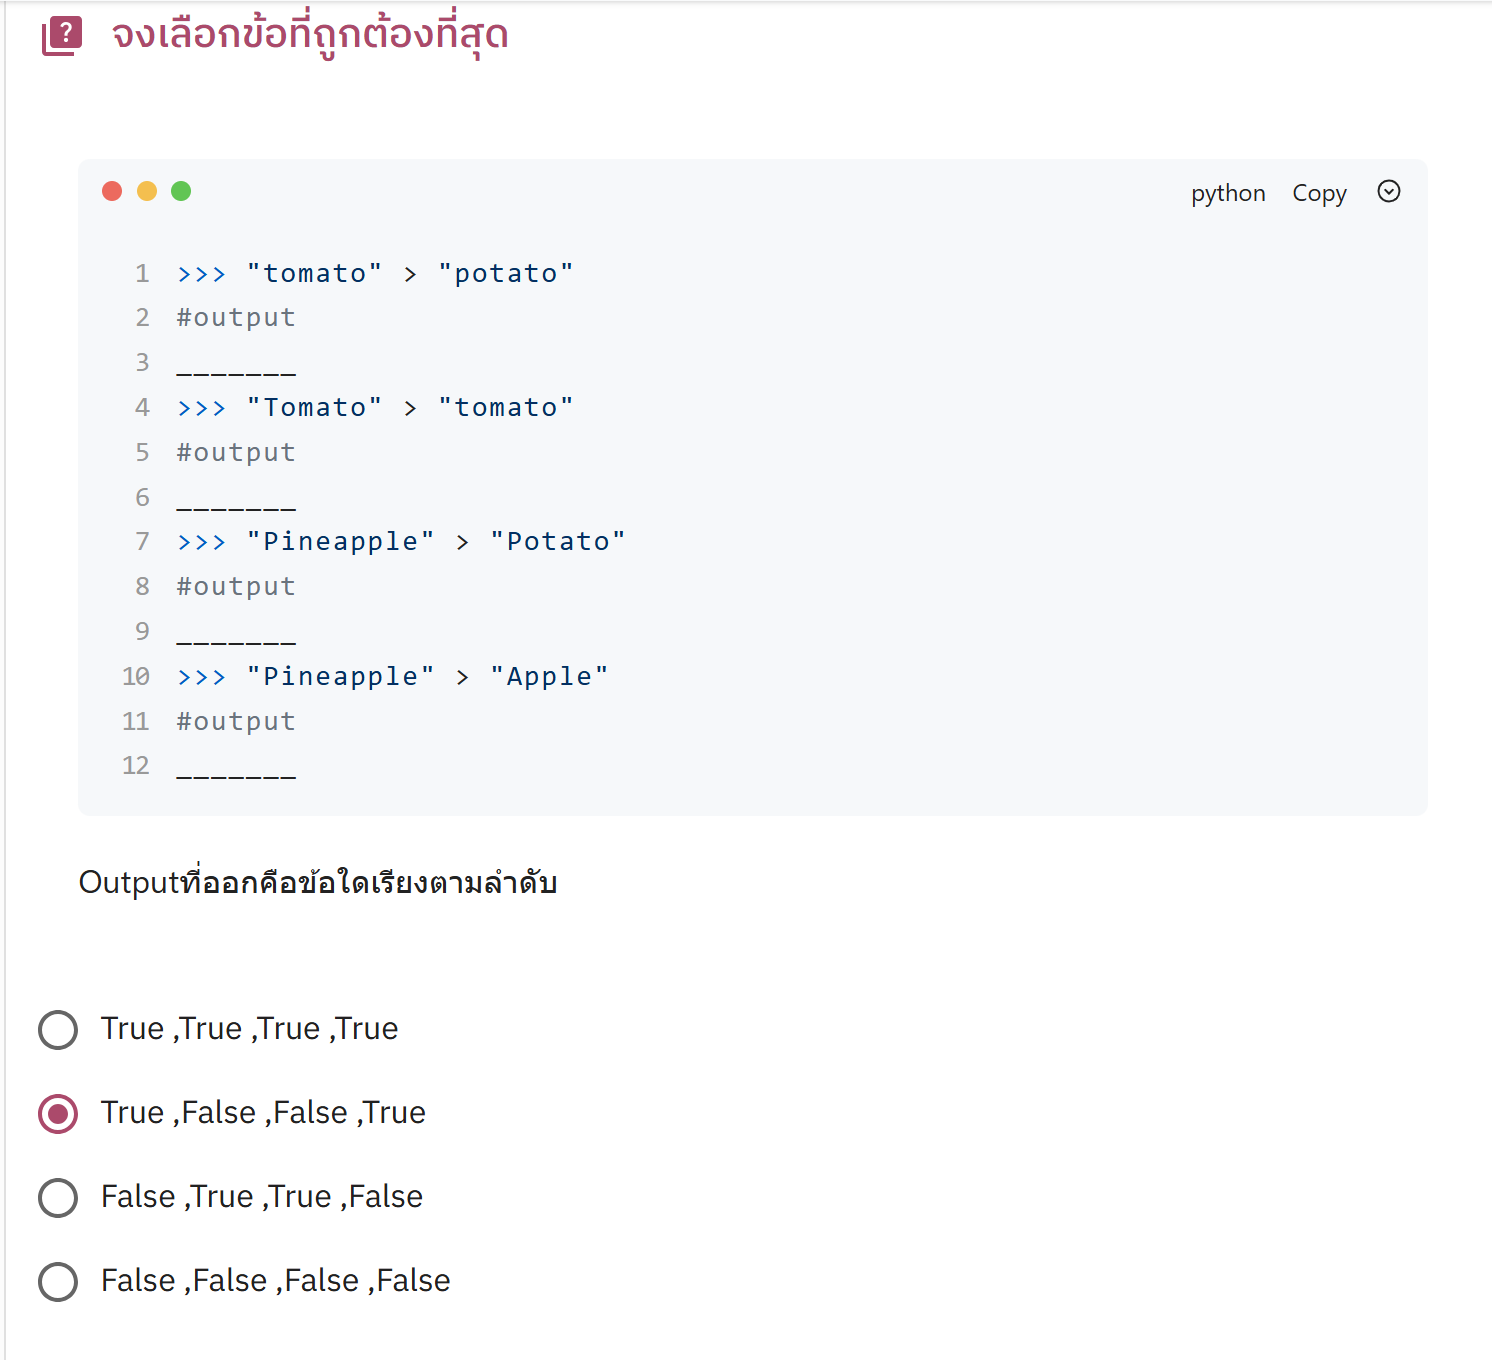 จงเลือกข้อที่ถูกต้องที่สุด
python Copy
1 >>> "tomato" > "potato"
2 #output
3 _______
4 >>> "Tomato" > "tomato"
5 #output
6 _______
7 >>> "Pineapple" > "Potato"
8 #output
9 _______
10 >>> "Pineapple" > "Apple"
11 #output
12 _______
Outputที่ออกคือข้อใดเรียงตามลำดับ
True ,True ,True ,True
True ,False ,False ,True
False ,True ,True ,False
False ,False ,False ,False